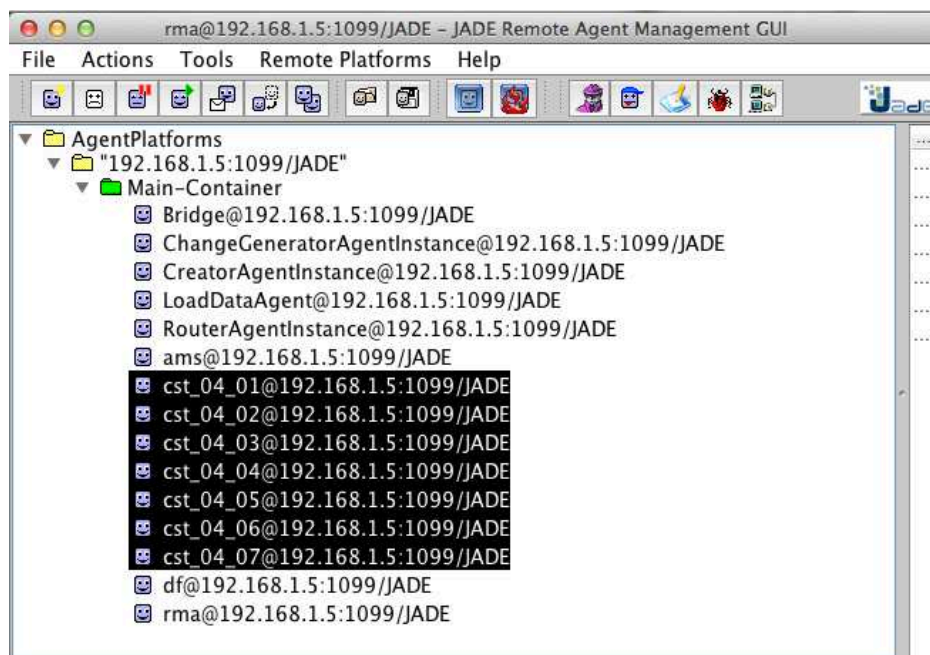 rma@192.168.1.5:1099/JADE – JADE Remote Agent Management GUI
File Actions Tools Remote Platforms Help
Jade
AgentPlatforms
"192.168.1.5:1099/JADE"
Main-Container
Bridge@192.168.1.5:1099/JADE
ChangeGeneratorAgentInstance@192.168.1.5:1099/JADE
CreatorAgentInstance@192.168.1.5:1099/JADE
LoadDataAgent@192.168.1.5:1099/JADE
RouterAgentInstance@192.168.1.5:1099/JADE
ams@192.168.1.5:1099/JADE
cst_04_01@192.168.1.5:1099/JADE
cst_04_02@192.168.1.5:1099/JADE
cst_04_03@192.168.1.5:1099/JADE
cst_04_04@192.168.1.5:1099/JADE
cst_04_05@192.168.1.5:1099/JADE
cst_04_06@192.168.1.5:1099/JADE
cst_04_07@192.168.1.5:1099/JADE
df@192.168.1.5:1099/JADE
rma@192.168.1.5:1099/JADE